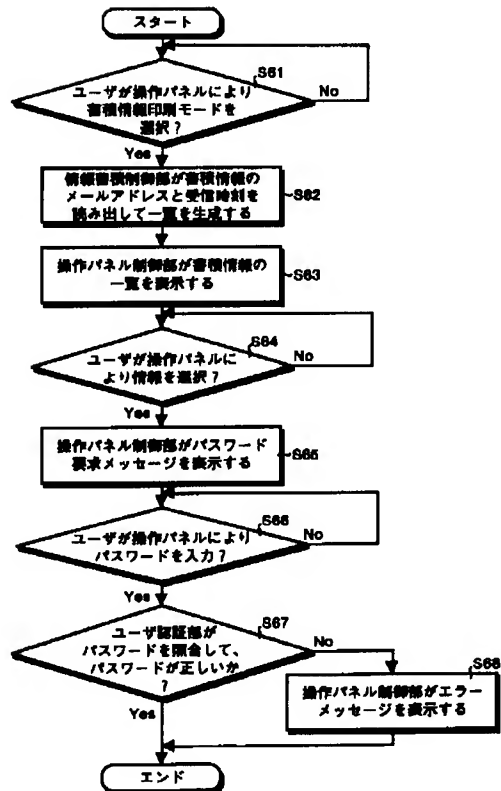 スタート
S61
ユーザが操作パネルにより
蓄積情報印刷モードを
選択?
No
Yes
情報蓄積制御部が蓄積情報の
メールアドレスと受信時刻を
読み出して一覧を生成する
S62
操作パネル制御部が蓄積情報の
一覧を表示する
S63
S64
ユーザが操作パネルに
より情報を選択?
No
Yes
操作パネル制御部がパスワード
要求メッセージを表示する
S65
S66
ユーザが操作パネルにより
パスワードを入力?
No
Yes
S67
ユーザ認証部が
パスワードを照合して、
パスワードが正しいか
?
No
Yes
S68
操作パネル制御部がエラー
メッセージを表示する
エンド